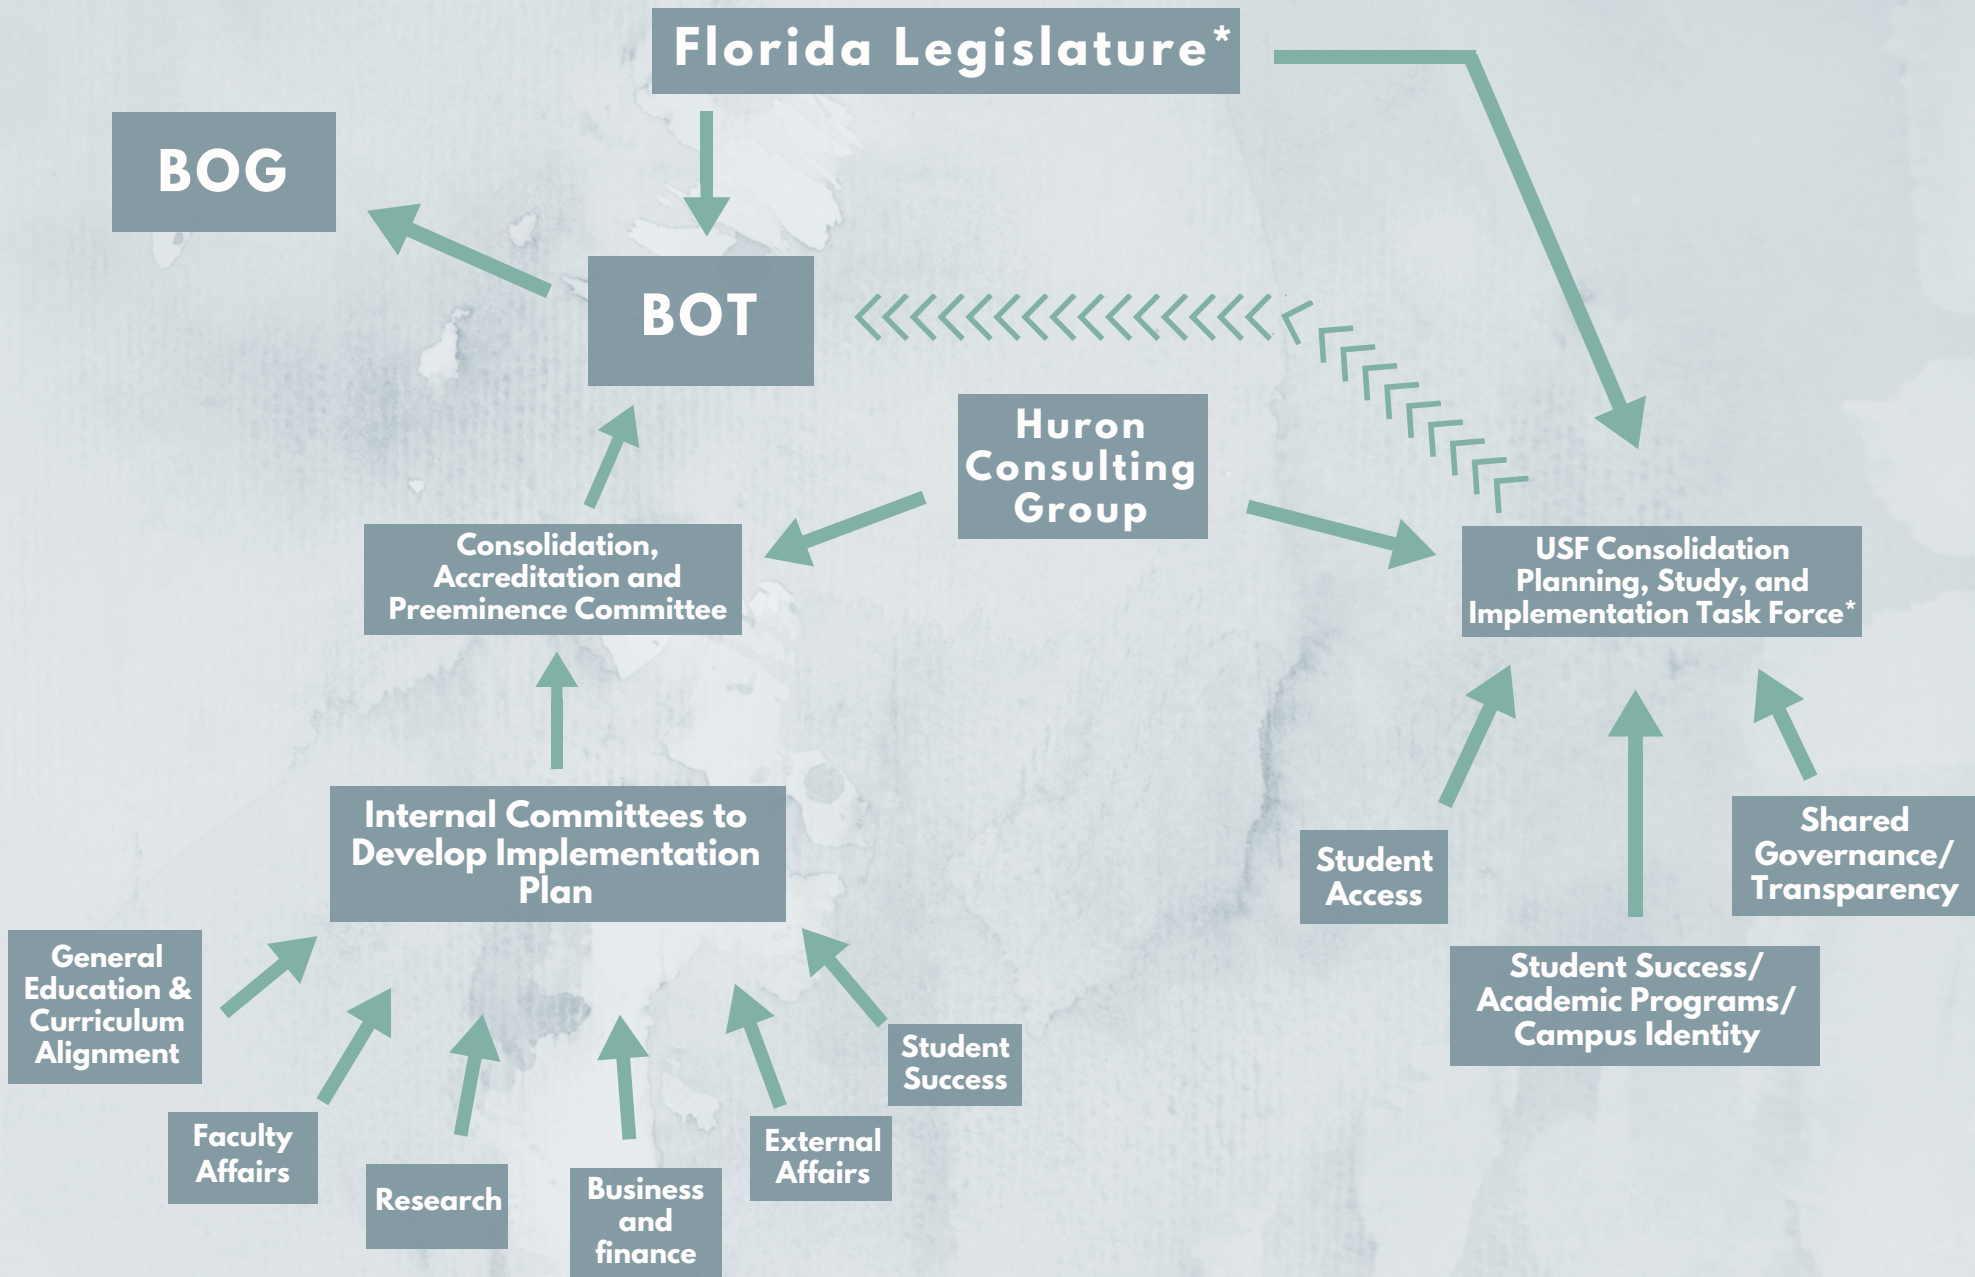 Florida Legislature*
BOG
BOT
Huron
Consulting
Group
Consolidation,
Accreditation and
Preeminence Committee
USF Consolidation
Planning, Study, and
Implementation Task Force*
Internal Committees to
Develop Implementation
Plan
Student
Access
Shared
Governance/
Transparency
Student Success/
Academic Programs/
Campus Identity
General
Education &
Curriculum
Alignment
Faculty
Affairs
Research
Business
and
finance
External
Affairs
Student
Success